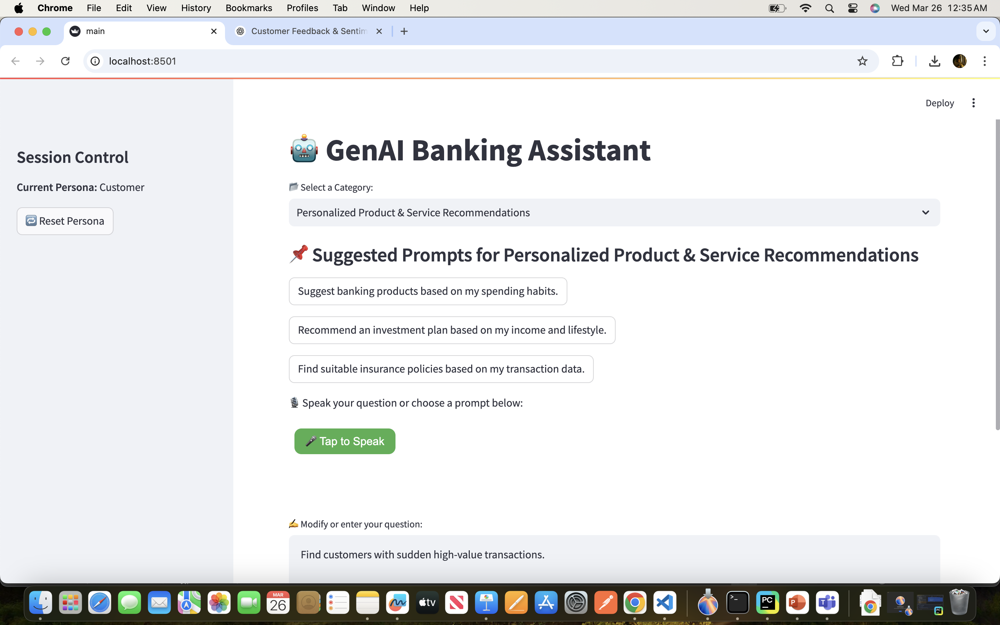 Chrome File Edit View History Bookmarks Profiles Tab Window Help Wed Mar 26 12:35 AM
main Customer Feedback & Sentim
localhost:8501
Deploy
Session Control
Current Persona: Customer
Reset Persona
GenAI Banking Assistant
Select a Category:
Personalized Product & Service Recommendations
Suggested Prompts for Personalized Product & Service Recommendations
Suggest banking products based on my spending habits.
Recommend an investment plan based on my income and lifestyle.
Find suitable insurance policies based on my transaction data.
Speak your question or choose a prompt below:
Tap to Speak
Modify or enter your question:
Find customers with sudden high-value transactions.
MAR
26
tv
PC
P
T
PC